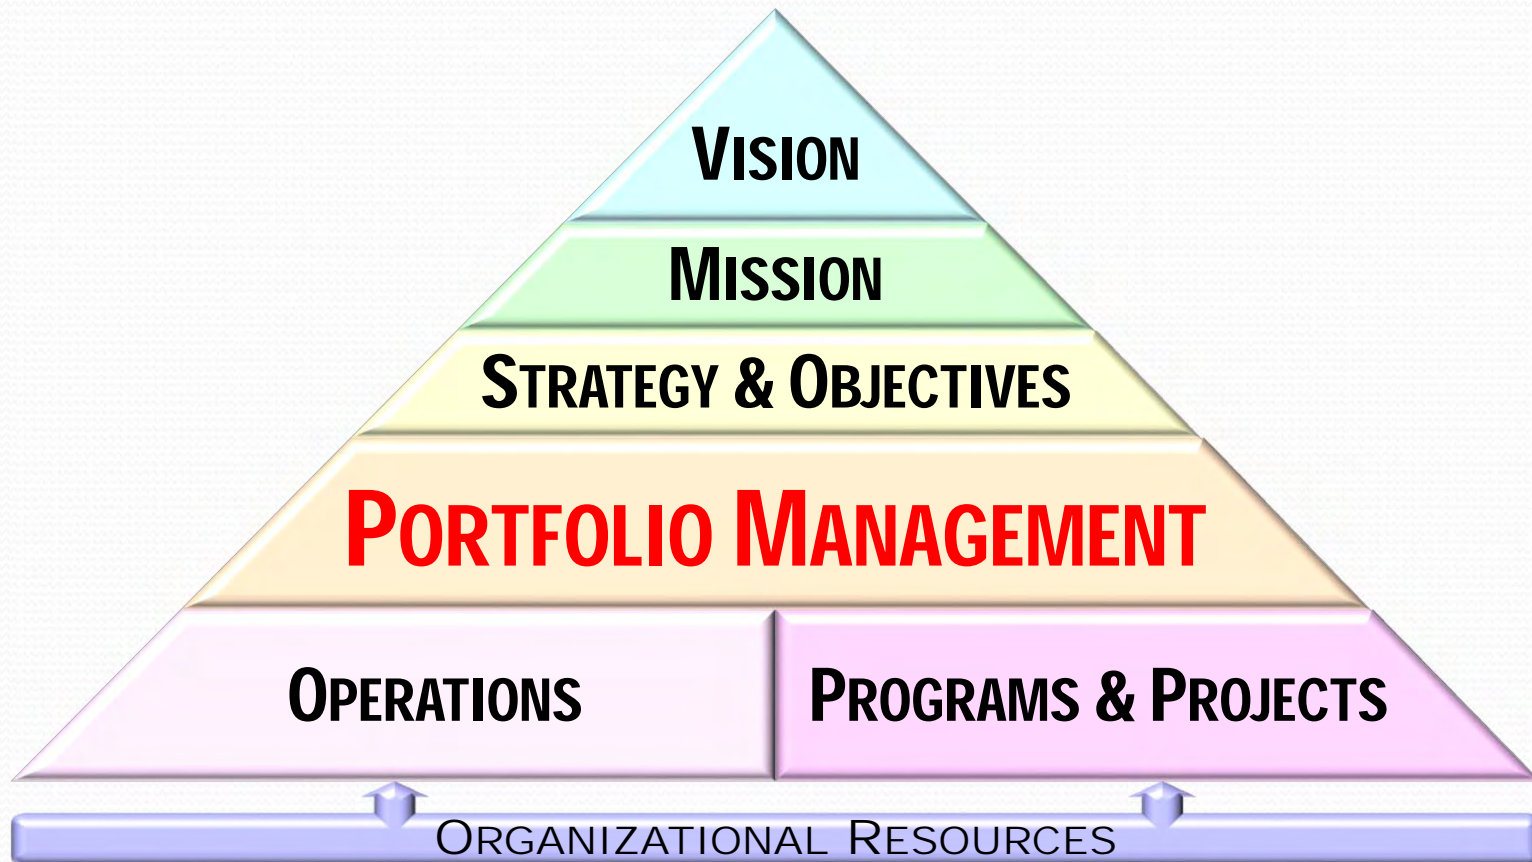 VISION
MISSION
STRATEGY & OBJECTIVES
PORTFOLIO MANAGEMENT
OPERATIONS
PROGRAMS & PROJECTS
ORGANIZATIONAL RESOURCES